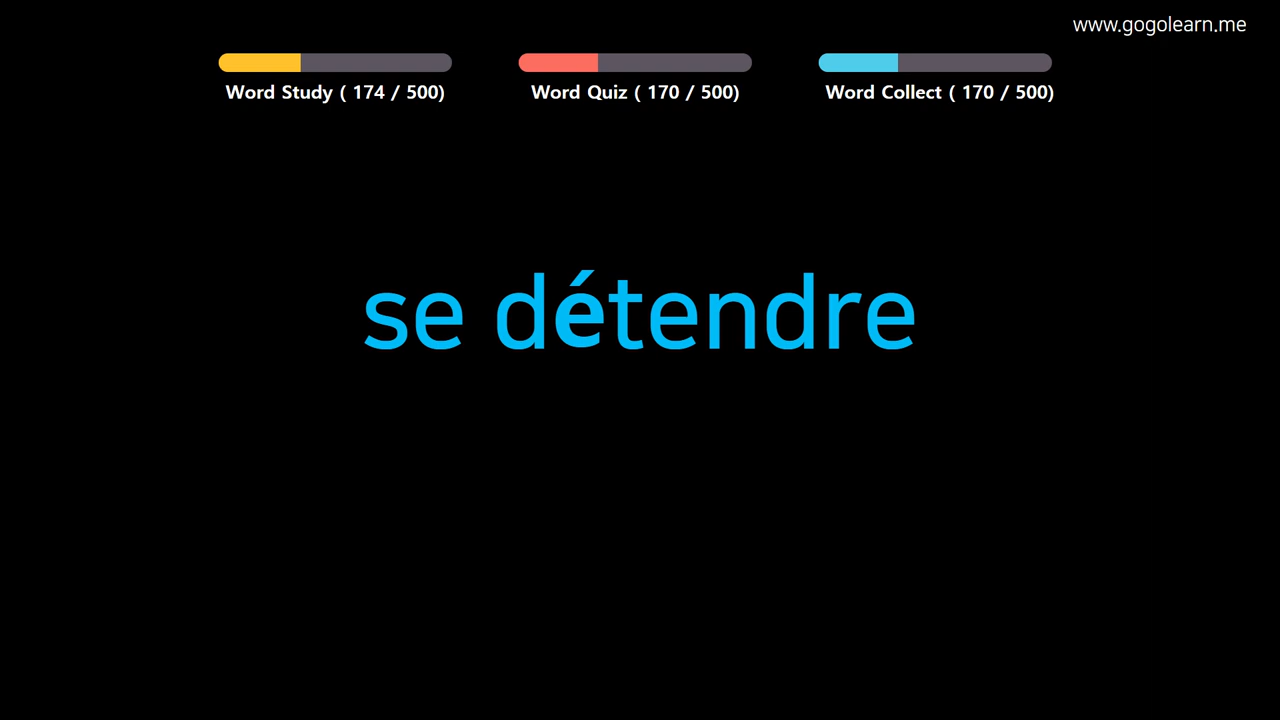 www.gogolearn.me
Word Study ( 174 / 500)
Word Quiz ( 170 / 500)
Word Collect ( 170 / 500)
se détendre